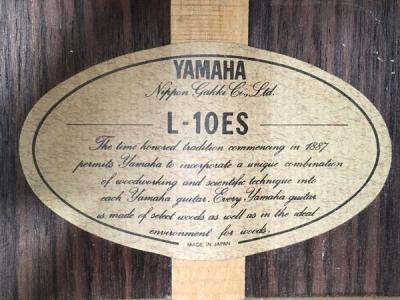 YAMAHA
Nippon Gakki Co., Ltd.
L-10ES
The time honored tradition commencing in 1887
permits Yamaha to incorporate a unique combination
of woodworking and scientific technique into
each Yamaha guitar. Every Yamaha guitar
is made of select woods as well as in the ideal
environment for woods.
MADE IN JAPAN